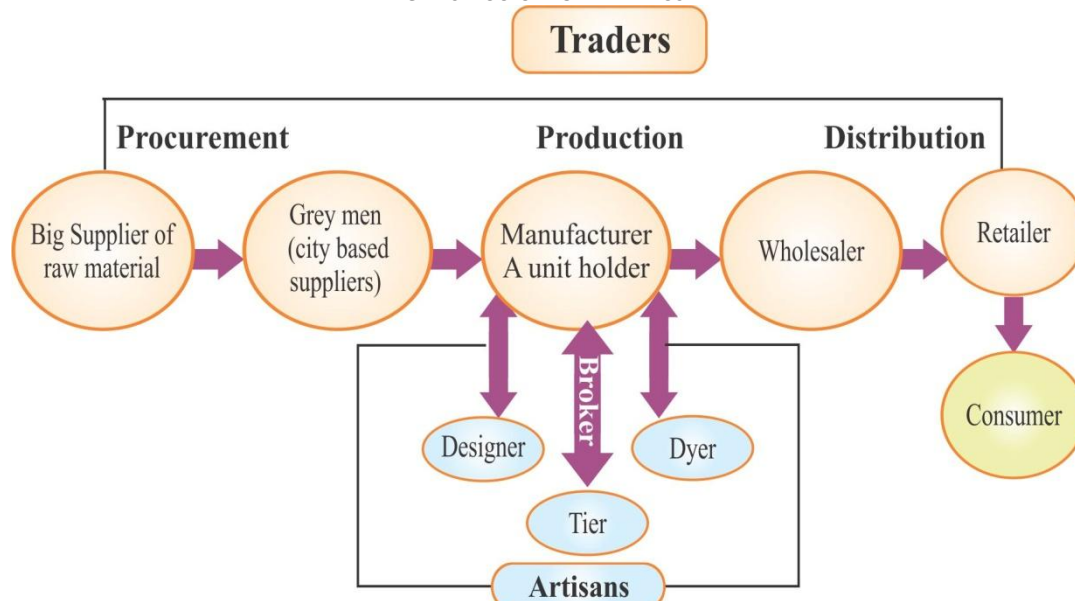 Traders
Procurement
Production
Distribution
Big Supplier of
raw material
Grey men
(city based
suppliers)
Manufacturer
A unit holder
Wholesaler
Retailer
Broker
Designer
Dyer
Consumer
Tier
Artisans